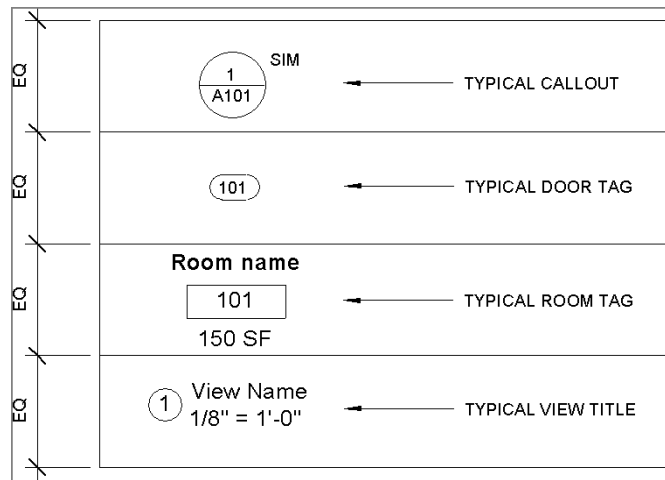 EQ
SIM
1
A101
TYPICAL CALLOUT
EQ
101
TYPICAL DOOR TAG
EQ
Room name
101
150 SF
TYPICAL ROOM TAG
EQ
1
View Name
1/8" = 1'-0"
TYPICAL VIEW TITLE